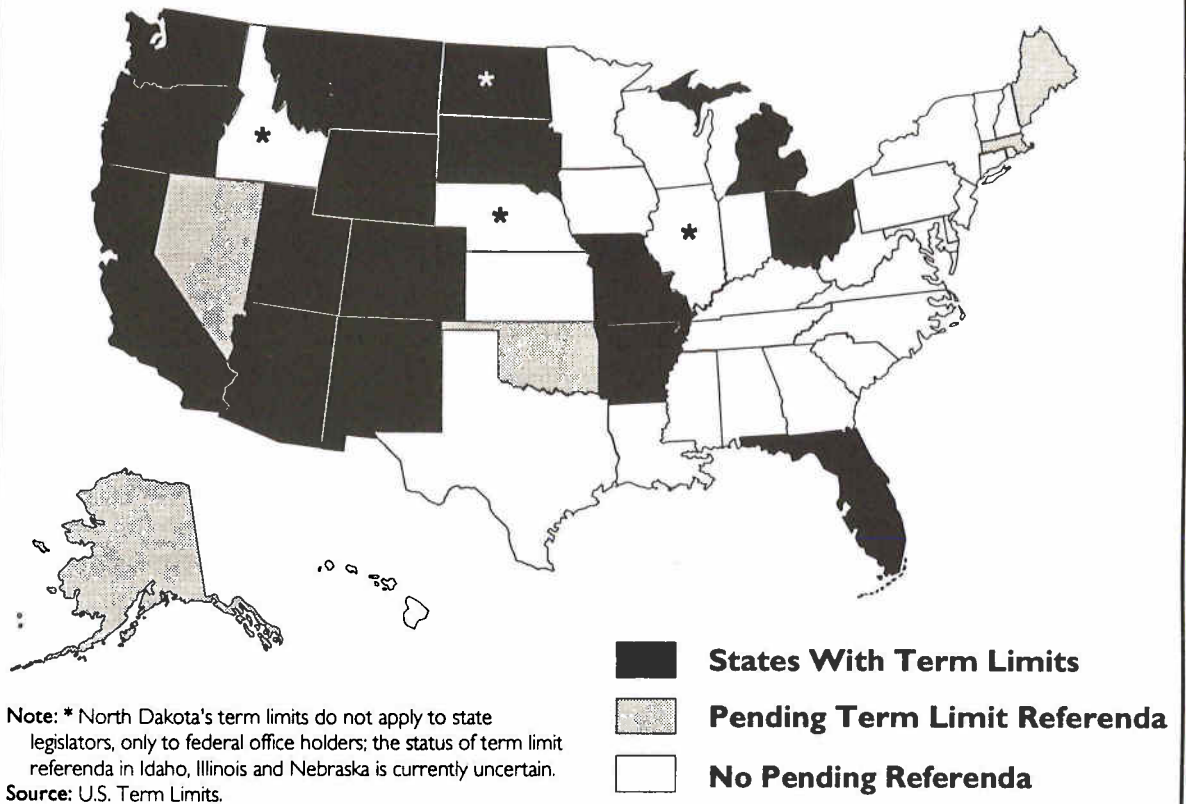 *
*
*
*
States With Term Limits
Pending Term Limit Referenda
No Pending Referenda
Note: * North Dakota's term limits do not apply to state
legislators, only to federal office holders; the status of term limit
referenda in Idaho, Illinois and Nebraska is currently uncertain.
Source: U.S. Term Limits.